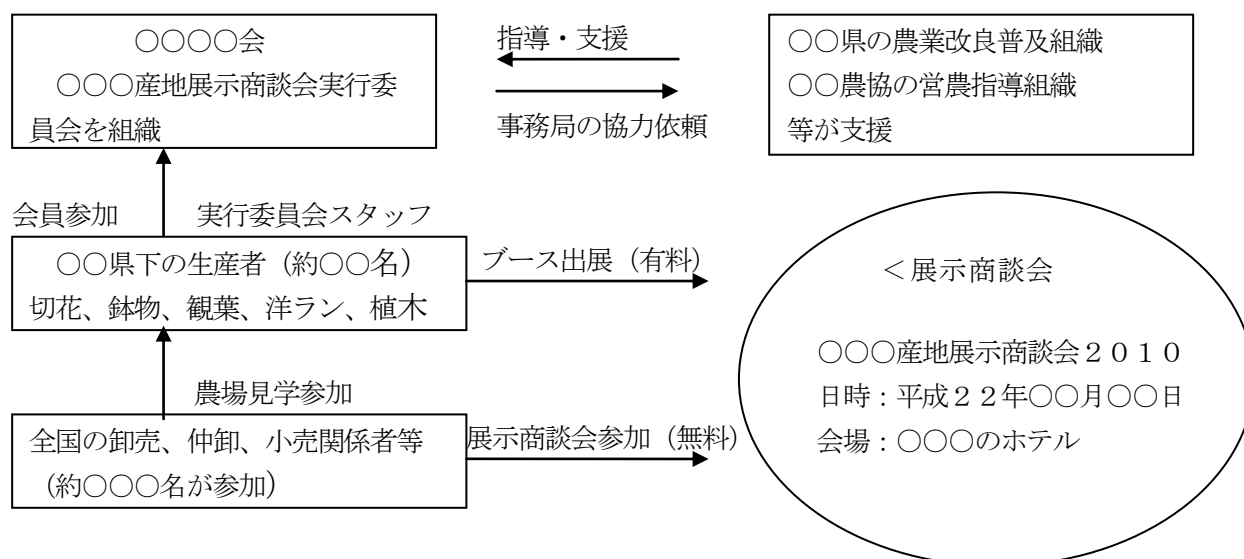 ○○○○会
○○○産地展示商談会実行委
員会を組織
指導・支援
事務局の協力依頼
○○県の農業改良普及組織
○○農協の営農指導組織
等が支援
会員参加
実行委員会スタッフ
○○県下の生産者（約○○名）
切花、鉢物、観葉、洋ラン、植木
ブース出展（有料）
農場見学参加
全国の卸売、仲卸、小売関係者等
（約○○○名が参加）
展示商談会参加（無料）
＜展示商談会
○○○産地展示商談会２０１０
日時：平成２２年○○月○○日
会場：○○○のホテル